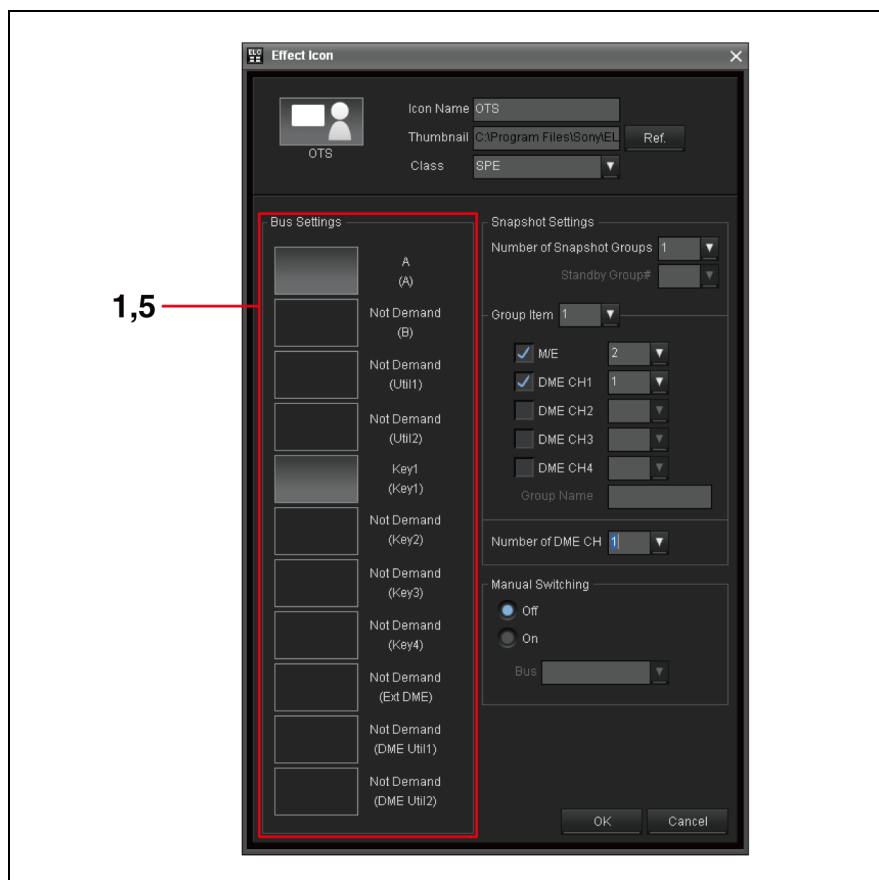 ELC
Effect Icon
OTS
Icon Name OTS
Thumbnail C:\Program Files\Sony\EL Ref.
Class SPE
1,5
Bus Settings
A
(A)
Not Demand
(B)
Not Demand
(Util1)
Not Demand
(Util2)
Key1
(Key1)
Not Demand
(Key2)
Not Demand
(Key3)
Not Demand
(Key4)
Not Demand
(Ext DME)
Not Demand
(DME Util1)
Not Demand
(DME Util2)
Snapshot Settings
Number of Snapshot Groups 1
Standby Group#
Group Item 1
M/E 2
DME CH1 1
DME CH2
DME CH3
DME CH4
Group Name
Number of DME CH 1
Manual Switching
Off
On
Bus
OK Cancel